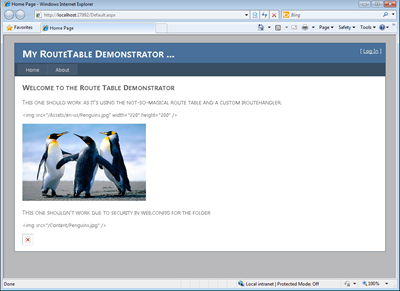 Home Page - Windows Internet Explorer
http://localhost:27882/Default.aspx
Bing
Favorites
Home Page
Page
Safety
Tools
MY ROUTETABLE DEMONSTRATOR ...
[ Log In ]
Home
About
WELCOME TO THE ROUTE TABLE DEMONSTRATOR
THIS ONE SHOULD WORK AS IT'S USING THE NOT-SO-MAGICAL ROUTE TABLE AND A CUSTOM IROUTEHANDLER.
<img src="/Assets/en-us/Penguins.jpg" width="310" height="200" />
THIS ONE SHOULDN'T WORK DUE TO SECURITY IN WEB.CONFIG FOR THE FOLDER
<img src="/Content/Penguins.jpg" />
Done
Local intranet | Protected Mode: Off
100%